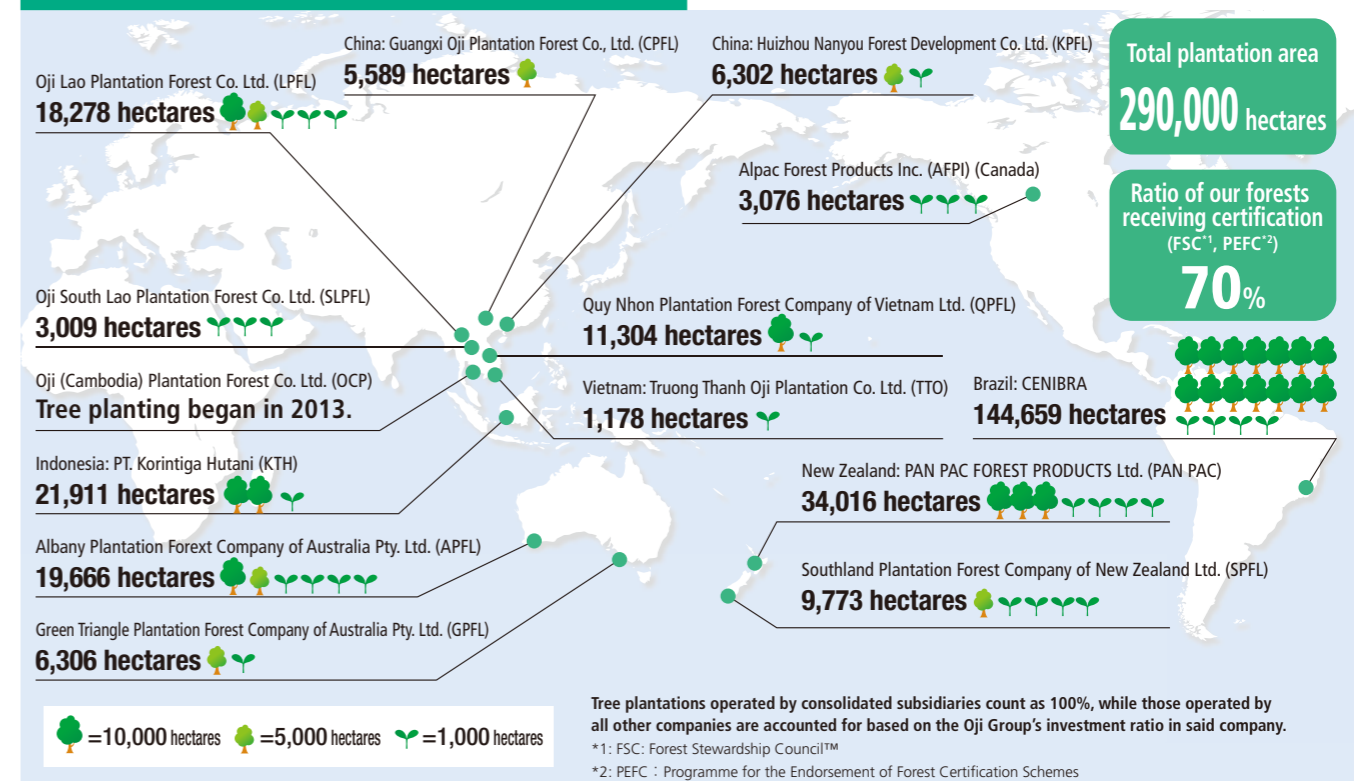 China: Guangxi Oji Plantation Forest Co., Ltd. (CPFL)
5,589 hectares
China: Huizhou Nanyou Forest Development Co. Ltd. (KPFL)
6,302 hectares
Total plantation area
290,000 hectares
Oji Lao Plantation Forest Co. Ltd. (LPFL)
18,278 hectares
Alpac Forest Products Inc. (AFPI) (Canada)
3,076 hectares
Ratio of our forests
receiving certification
(FSC*1, PEFC*2)
70%
Oji South Lao Plantation Forest Co. Ltd. (SLPFL)
3,009 hectares
Quy Nhon Plantation Forest Company of Vietnam Ltd. (QPFL)
11,304 hectares
Oji (Cambodia) Plantation Forest Co. Ltd. (OCP)
Tree planting began in 2013.
Vietnam: Truong Thanh Oji Plantation Co. Ltd. (TTO)
1,178 hectares
Brazil: CENIBRA
144,659 hectares
Indonesia: PT. Korintiga Hutani (KTH)
21,911 hectares
New Zealand: PAN PAC FOREST PRODUCTS Ltd. (PAN PAC)
34,016 hectares
Albany Plantation Forext Company of Australia Pty. Ltd. (APFL)
19,666 hectares
Southland Plantation Forest Company of New Zealand Ltd. (SPFL)
9,773 hectares
Green Triangle Plantation Forest Company of Australia Pty. Ltd. (GPFL)
6,306 hectares
=10,000 hectares =5,000 hectares =1,000 hectares
Tree plantations operated by consolidated subsidiaries count as 100%, while those operated by
all other companies are accounted for based on the Oji Group's investment ratio in said company.
*1: FSC: Forest Stewardship Council™
*2: PEFC : Programme for the Endorsement of Forest Certification Schemes